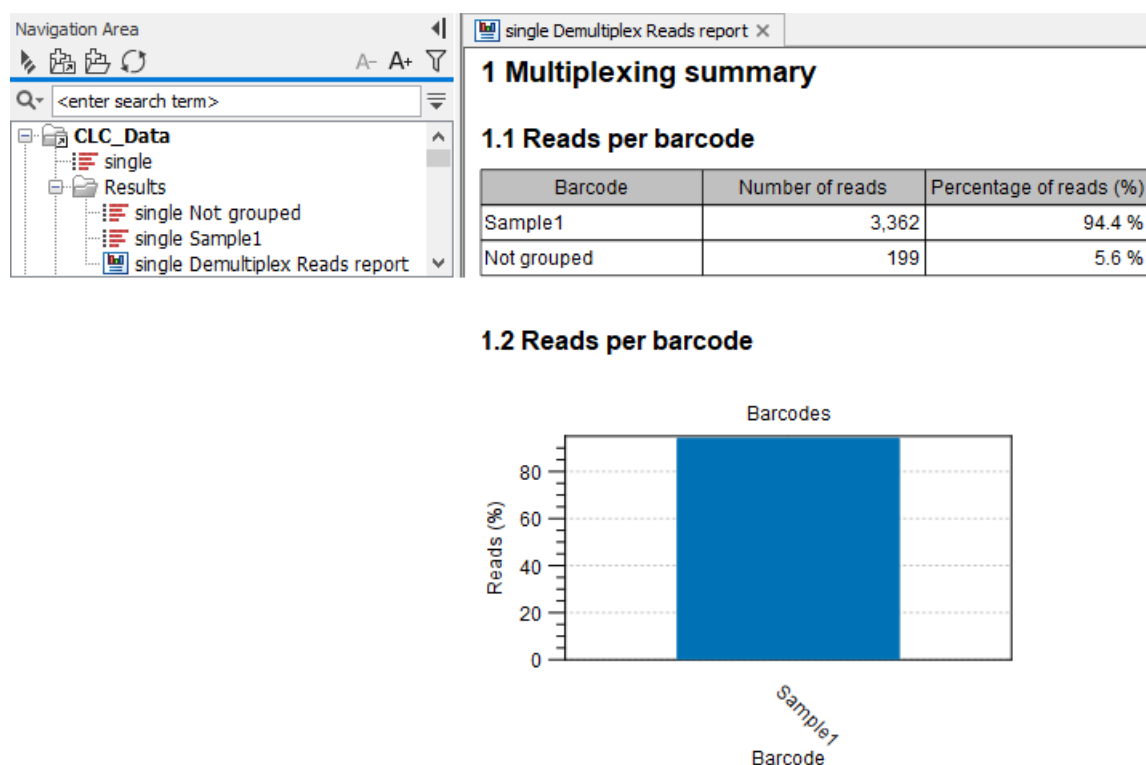 Navigation Area
A- A+
<enter search term>
CLC_Data
single
Results
single Not grouped
single Sample1
single Demultiplex Reads report
single Demultiplex Reads report
1 Multiplexing summary
1.1 Reads per barcode
Barcode Number of reads Percentage of reads (%)
Sample1 3,362 94.4 %
Not grouped 199 5.6 %
1.2 Reads per barcode
Barcodes
Reads (%)
80
60
40
20
0
Sample1
Barcode